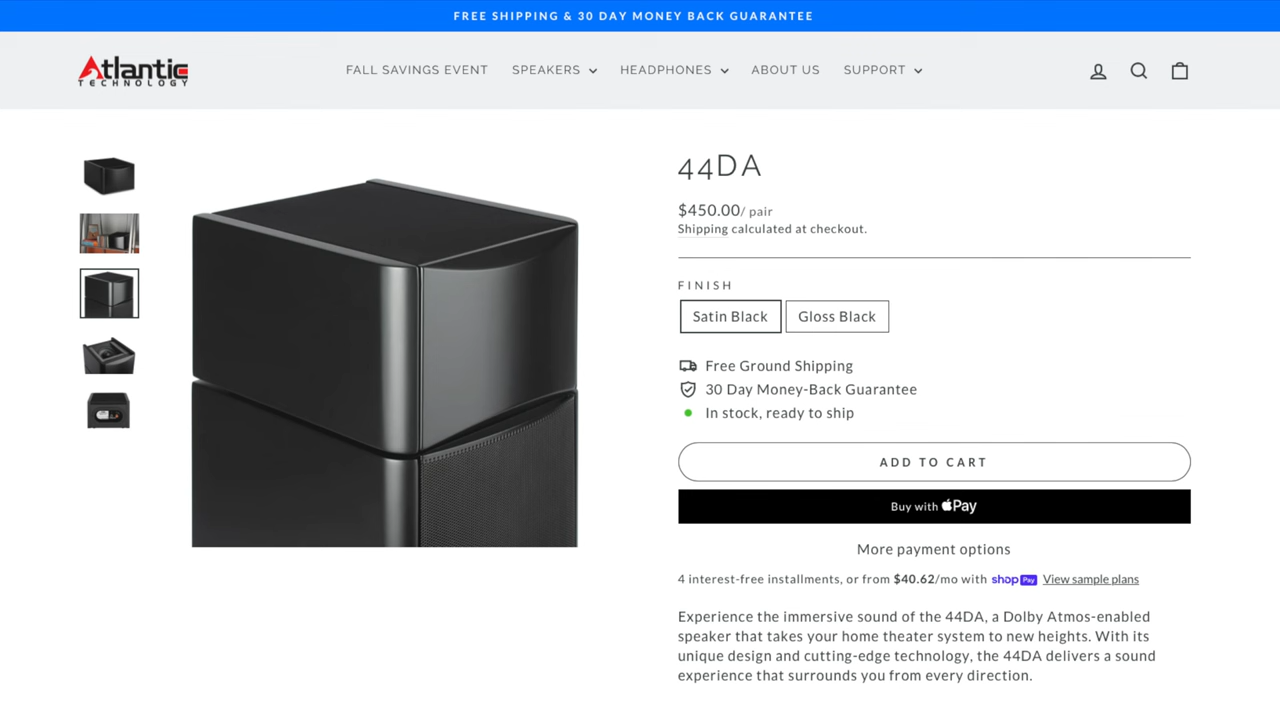 FREE SHIPPING & 30 DAY MONEY BACK GUARANTEE
Atlantic
TECHNOLOGY
FALL SAVINGS EVENT SPEAKERS HEADPHONES ABOUT US SUPPORT
44DA
$450.00/ pair
Shipping calculated at checkout.
FINISH
Satin Black Gloss Black
Free Ground Shipping
30 Day Money-Back Guarantee
In stock, ready to ship
ADD TO CART
Buy with Pay
More payment options
4 interest-free installments, or from $40.62/mo with shop Pay View sample plans
Experience the immersive sound of the 44DA, a Dolby Atmos-enabled
speaker that takes your home theater system to new heights. With its
unique design and cutting-edge technology, the 44DA delivers a sound
experience that surrounds you from every direction.